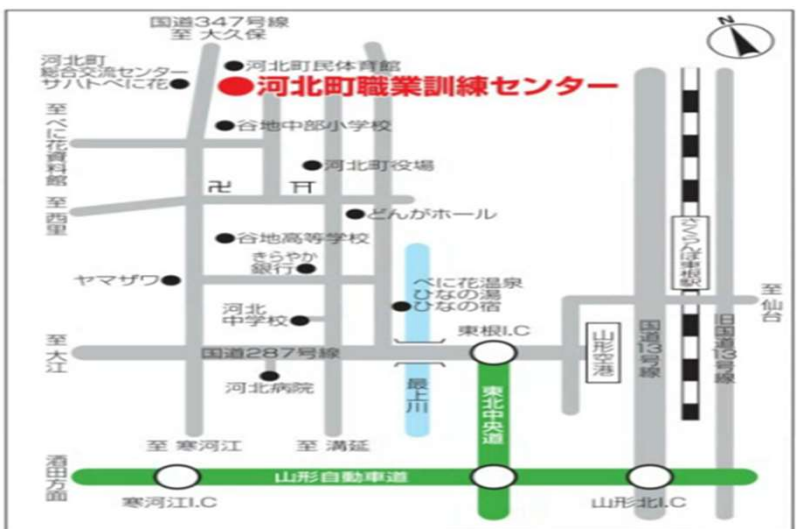 国道347号線
至 大久保
N
河北町
総合交流センター
サハトべに花
河北町民体育館
河北町職業訓練センター
至べに花資料館
谷地中部小学校
河北町役場
卍
至西里
どんがホール
谷地高等学校
きらやか
銀行
ヤマザワ
べに花温泉
ひなの湯
ひなの宿
さくらんぼ東根駅
至仙台
河北
中学校
東根I.C
至大江
国道287号線
山形空港
国道13号線
旧国道13号線
河北病院
最上川
東北中央道
至 寒河江
至 溝延
酒田方面
山形自動車道
寒河江I.C
山形北I.C